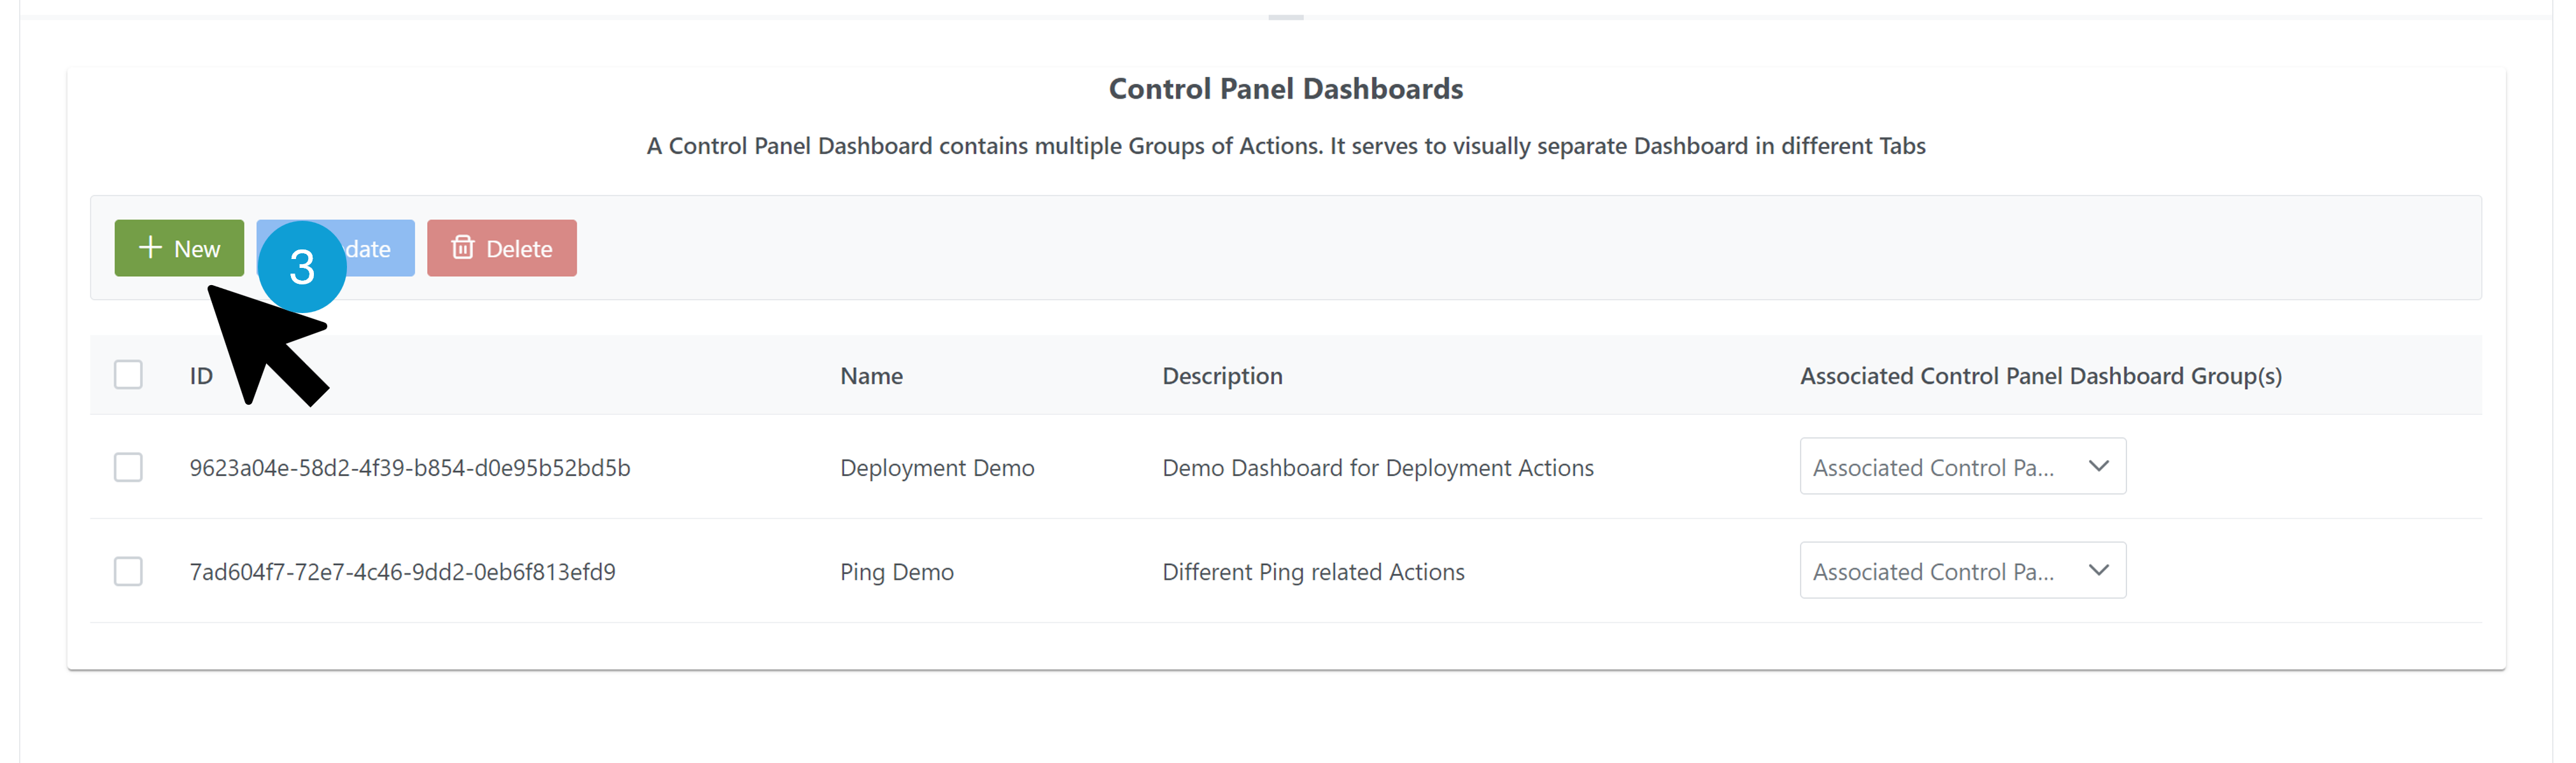 Control Panel Dashboards
A Control Panel Dashboard contains multiple Groups of Actions. It serves to visually separate Dashboard in different Tabs
New 3 date Delete
ID Name Description Associated Control Panel Dashboard Group(s)
9623a04e-58d2-4f39-b854-d0e95b52bd5b Deployment Demo Demo Dashboard for Deployment Actions Associated Control Pa...
7ad604f7-72e7-4c46-9dd2-0eb6f813efd9 Ping Demo Different Ping related Actions Associated Control Pa...